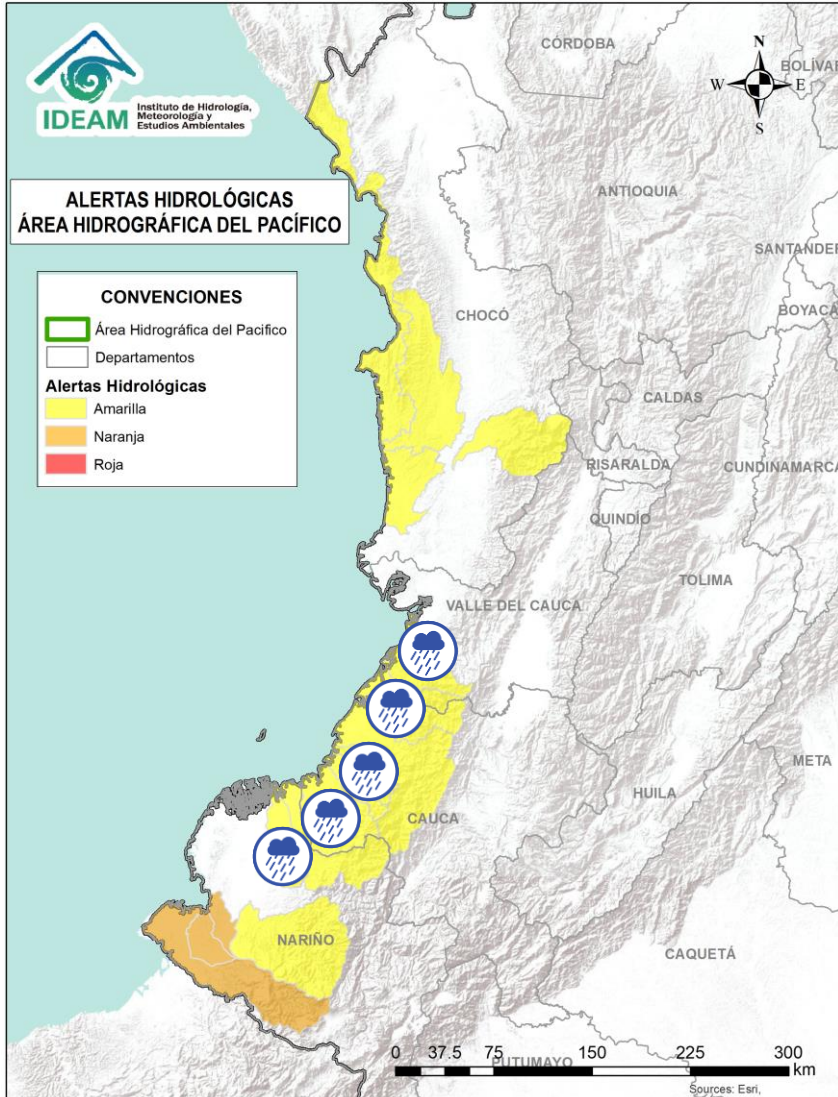 IDEAM
Instituto de Hidrología,
Meteorología y
Estudios Ambientales
ALERTAS HIDROLÓGICAS
ÁREA HIDROGRÁFICA DEL PACÍFICO
CONVENCIONES
Área Hidrográfica del Pacifico
Departamentos
Alertas Hidrológicas
Amarilla
Naranja
Roja
N
W
E
S
CÓRDOBA
BOLÍVAR
ANTIOQUIA
SANTANDER
BOYACÁ
CHOCÓ
CALDAS
RISARALDA
CUNDINAMARCA
QUINDÍO
TOLIMA
VALLE DEL CAUCA
META
HUILA
CAUCA
NARIÑO
CAQUETÁ
PUTUMAYO
0 37.5 75 150 225 300
km
Sources: Esri,